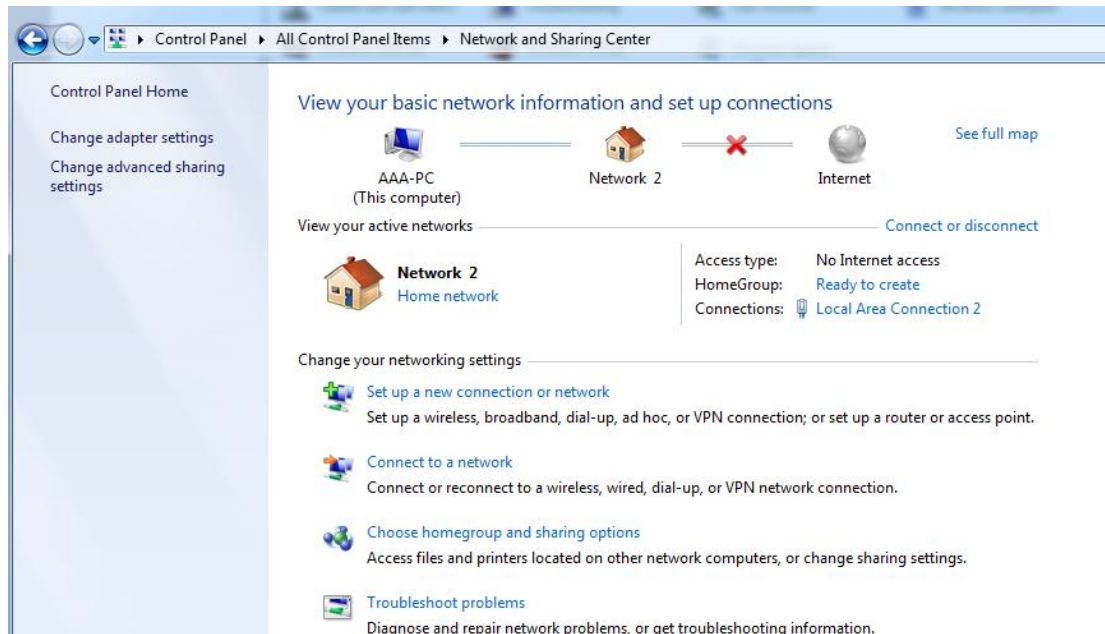 Control Panel ▸ All Control Panel Items ▸ Network and Sharing Center
Control Panel Home
Change adapter settings
Change advanced sharing
settings
View your basic network information and set up connections
See full map
AAA-PC
(This computer)
Network 2
Internet
View your active networks
Connect or disconnect
Network 2
Home network
Access type: No Internet access
HomeGroup: Ready to create
Connections: Local Area Connection 2
Change your networking settings
Set up a new connection or network
Set up a wireless, broadband, dial-up, ad hoc, or VPN connection; or set up a router or access point.
Connect to a network
Connect or reconnect to a wireless, wired, dial-up, or VPN network connection.
Choose homegroup and sharing options
Access files and printers located on other network computers, or change sharing settings.
Troubleshoot problems
Diagnose and repair network problems, or get troubleshooting information.